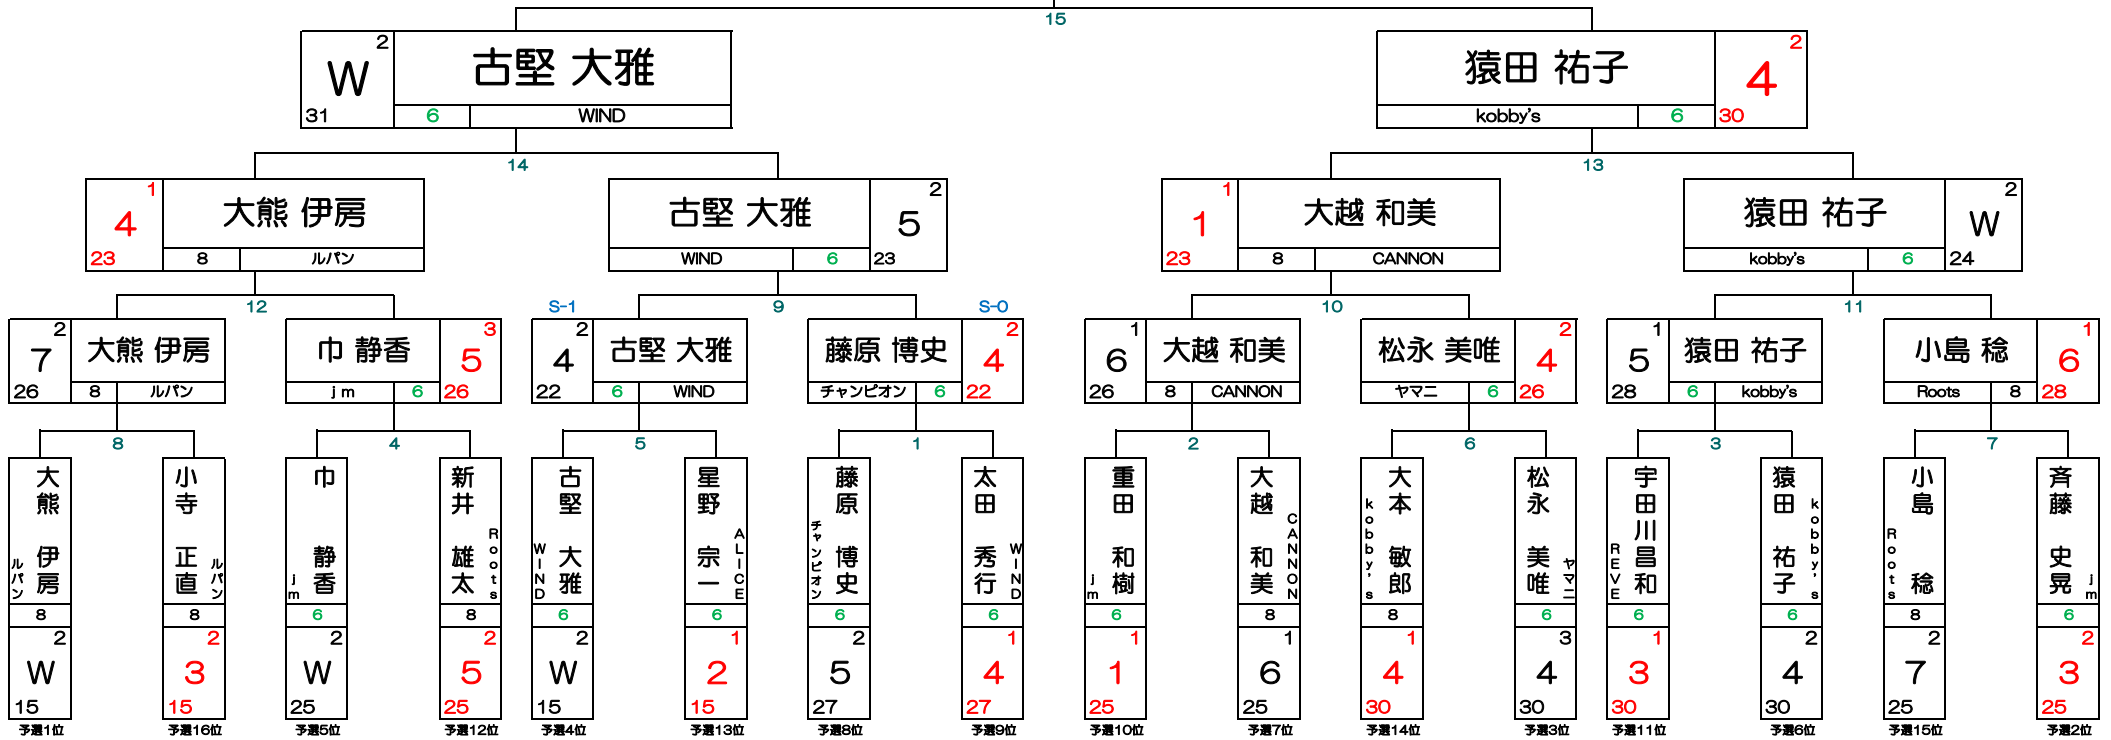 15
W 2 31 古堅 大雅 6 WIND
猿田 祐子 kobby's 6 4 2 30
14
13
4 1 23 大熊 伊房 8 ルパン
古堅 大雅 WIND 6 5 2 23
1 1 23 大越 和美 8 CANNON
猿田 祐子 kobby's 6 W 2 24
12
S-1 9 S-0
10
11
7 2 26 大熊 伊房 8 ルパン
巾 静香 jm 6 5 3 26
4 2 22 古堅 大雅 6 WIND
藤原 博史 チャンピオン 6 4 2 22
6 1 26 大越 和美 8 CANNON
松永 美唯 ヤマニ 6 4 2 26
5 1 28 猿田 祐子 6 kobby's
小島 稔 Roots 8 6 1 28
8
4
5
1
2
6
3
7
大熊 伊房 ルパン 8 W 2 15 予選1位
小寺 正直 ルパン 8 3 2 15 予選16位
巾 静香 jm 6 W 2 25 予選5位
新井 雄太 Roots 8 5 2 25 予選12位
古堅 大雅 WIND 6 W 2 15 予選4位
星野 宗一 ALICE 6 2 1 15 予選13位
藤原 博史 チャンピオン 6 5 2 27 予選8位
太田 秀行 WIND 6 4 1 27 予選9位
重田 和樹 jm 6 1 1 25 予選10位
大越 和美 CANNON 8 6 1 25 予選7位
大本 敏郎 kobby's 8 4 1 30 予選14位
松永 美唯 ヤマニ 6 4 3 30 予選3位
宇田川昌和 REVE 6 3 1 30 予選11位
猿田 祐子 kobby's 6 4 2 30 予選6位
小島 稔 Roots 8 7 2 25 予選15位
斉藤 史晃 jm 6 3 2 25 予選2位